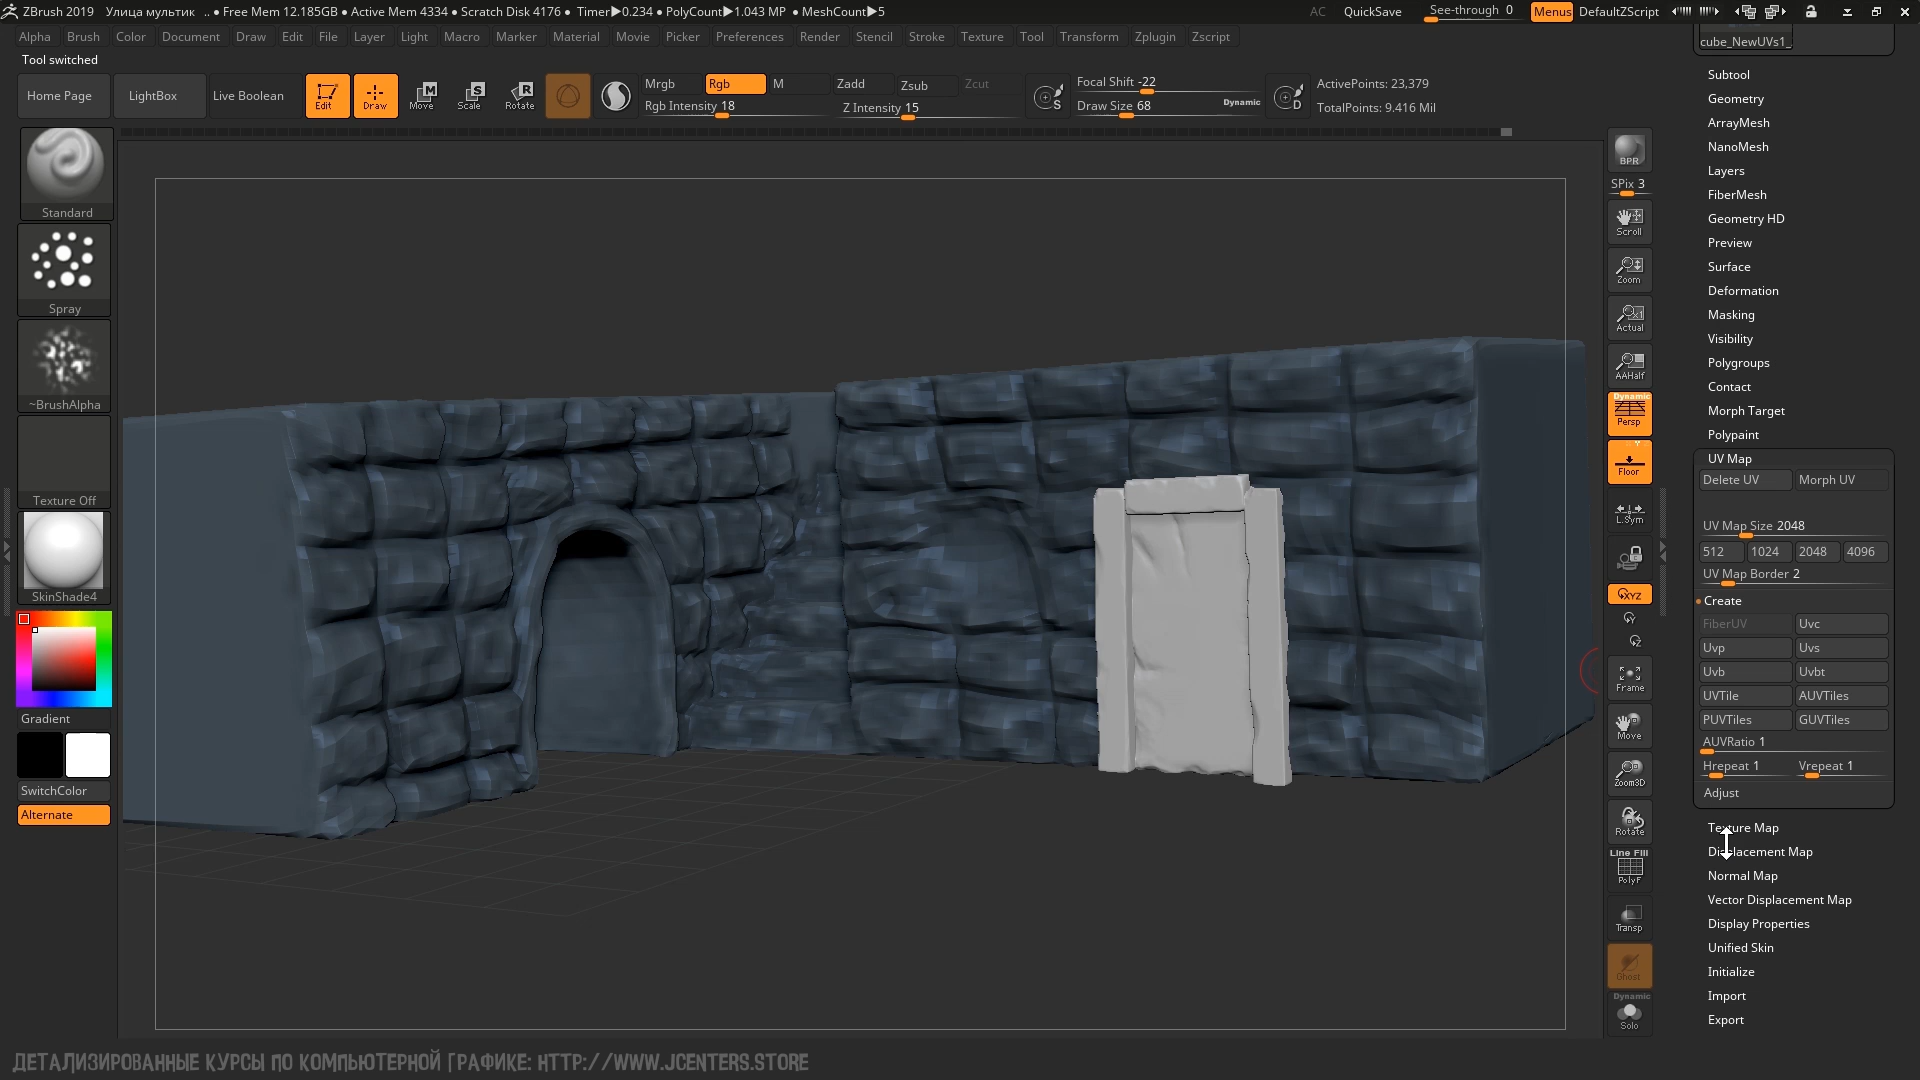 ZBrush 2019 Улица мультик .. • Free Mem 12.185GB • Active Mem 4334 • Scratch Disk 4176 • Timer▶0.234 • PolyCount▶1.043 MP • MeshCount▶5 AC QuickSave See-through 0 Menus DefaultZScript
Alpha Brush Color Document Draw Edit File Layer Light Macro Marker Material Movie Picker Preferences Render Stencil Stroke Texture Tool Transform Zplugin Zscript
cube_NewUVs1_
Tool switched
Home Page LightBox Live Boolean Edit Draw Move Scale Rotate
Mrgb Rgb M Zadd Zsub Zcut
Rgb Intensity 18 Z Intensity 15
Focal Shift -22
Draw Size 68 Dynamic
ActivePoints: 23,379
TotalPoints: 9.416 Mil
Standard
Spray
~BrushAlpha
Texture Off
SkinShade4
Gradient
SwitchColor
Alternate
BPR
SPix 3
Scroll
Zoom
Actual
AAHalf
Dynamic
Persp
Floor
L.Sym
XYZ
Y
Z
Frame
Move
Zoom3D
Rotate
Line Fill
PolyF
Transp
Ghost
Dynamic
Solo
Subtool
Geometry
ArrayMesh
NanoMesh
Layers
FiberMesh
Geometry HD
Preview
Surface
Deformation
Masking
Visibility
Polygroups
Contact
Morph Target
Polypaint
UV Map
Delete UV Morph UV
UV Map Size 2048
512 1024 2048 4096
UV Map Border 2
Create
FiberUV Uvc
Uvp Uvs
Uvb Uvbt
UVTile AUVTiles
PUVTiles GUVTiles
AUVRatio 1
Hrepeat 1 Vrepeat 1
Adjust
Texture Map
Displacement Map
Normal Map
Vector Displacement Map
Display Properties
Unified Skin
Initialize
Import
Export
ДЕТАЛИЗИРОВАННЫЕ КУРСЫ ПО КОМПЬЮТЕРНОЙ ГРАФИКЕ: HTTP://WWW.JCENTERS.STORE